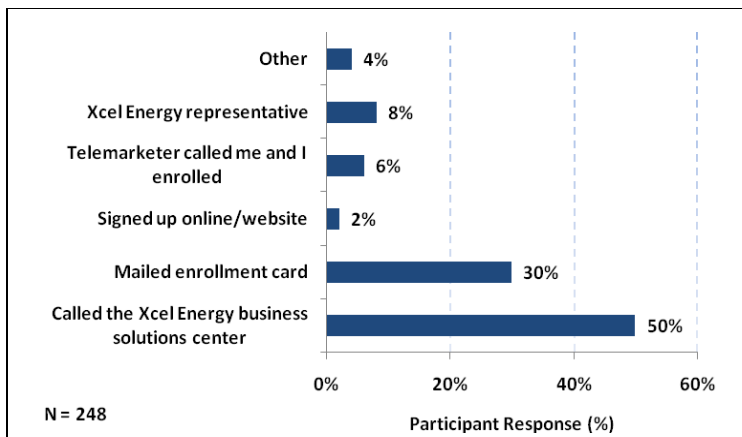 Other
4%
Xcel Energy representative
8%
Telemarketer called me and I
enrolled
6%
Signed up online/website
2%
Mailed enrollment card
30%
Called the Xcel Energy business
solutions center
50%
0% 20% 40% 60%
N = 248
Participant Response (%)